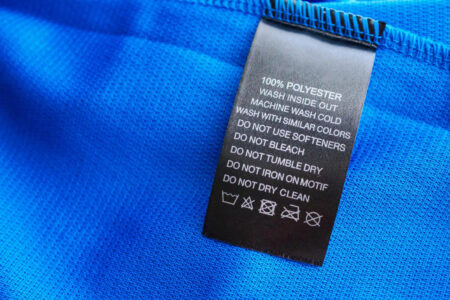 100% POLYESTER
WASH INSIDE OUT
MACHINE WASH COLD
WASH WITH SIMILAR COLORS
DO NOT USE SOFTENERS
DO NOT BLEACH
DO NOT TUMBLE DRY
DO NOT IRON ON MOTIF
DO NOT DRY CLEAN